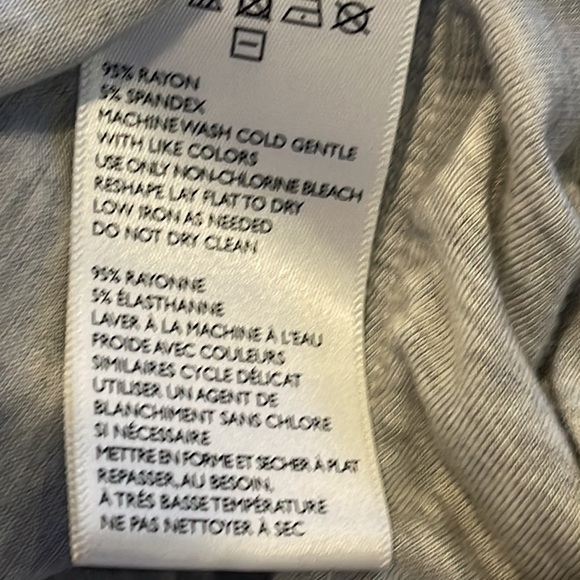 95% RAYON
5% SPANDEX
MACHINE WASH COLD GENTLE
WITH LIKE COLORS
USE ONLY NON-CHLORINE BLEACH
RESHAPE LAY FLAT TO DRY
LOW IRON AS NEEDED
DO NOT DRY CLEAN
95% RAYONNE
5% ÉLASTHANNE
LAVER À LA MACHINE À L'EAU
FROIDE AVEC COULEURS
SIMILAIRES CYCLE DÉLICAT
UTILISER UN AGENT DE
BLANCHIMENT SANS CHLORE
SI NÉCESSAIRE
METTRE EN FORME ET SECHER À PLAT
REPASSER, AU BESOIN,
À TRÈS BASSE TEMPÉRATURE
NE PAS NETTOYER À SEC